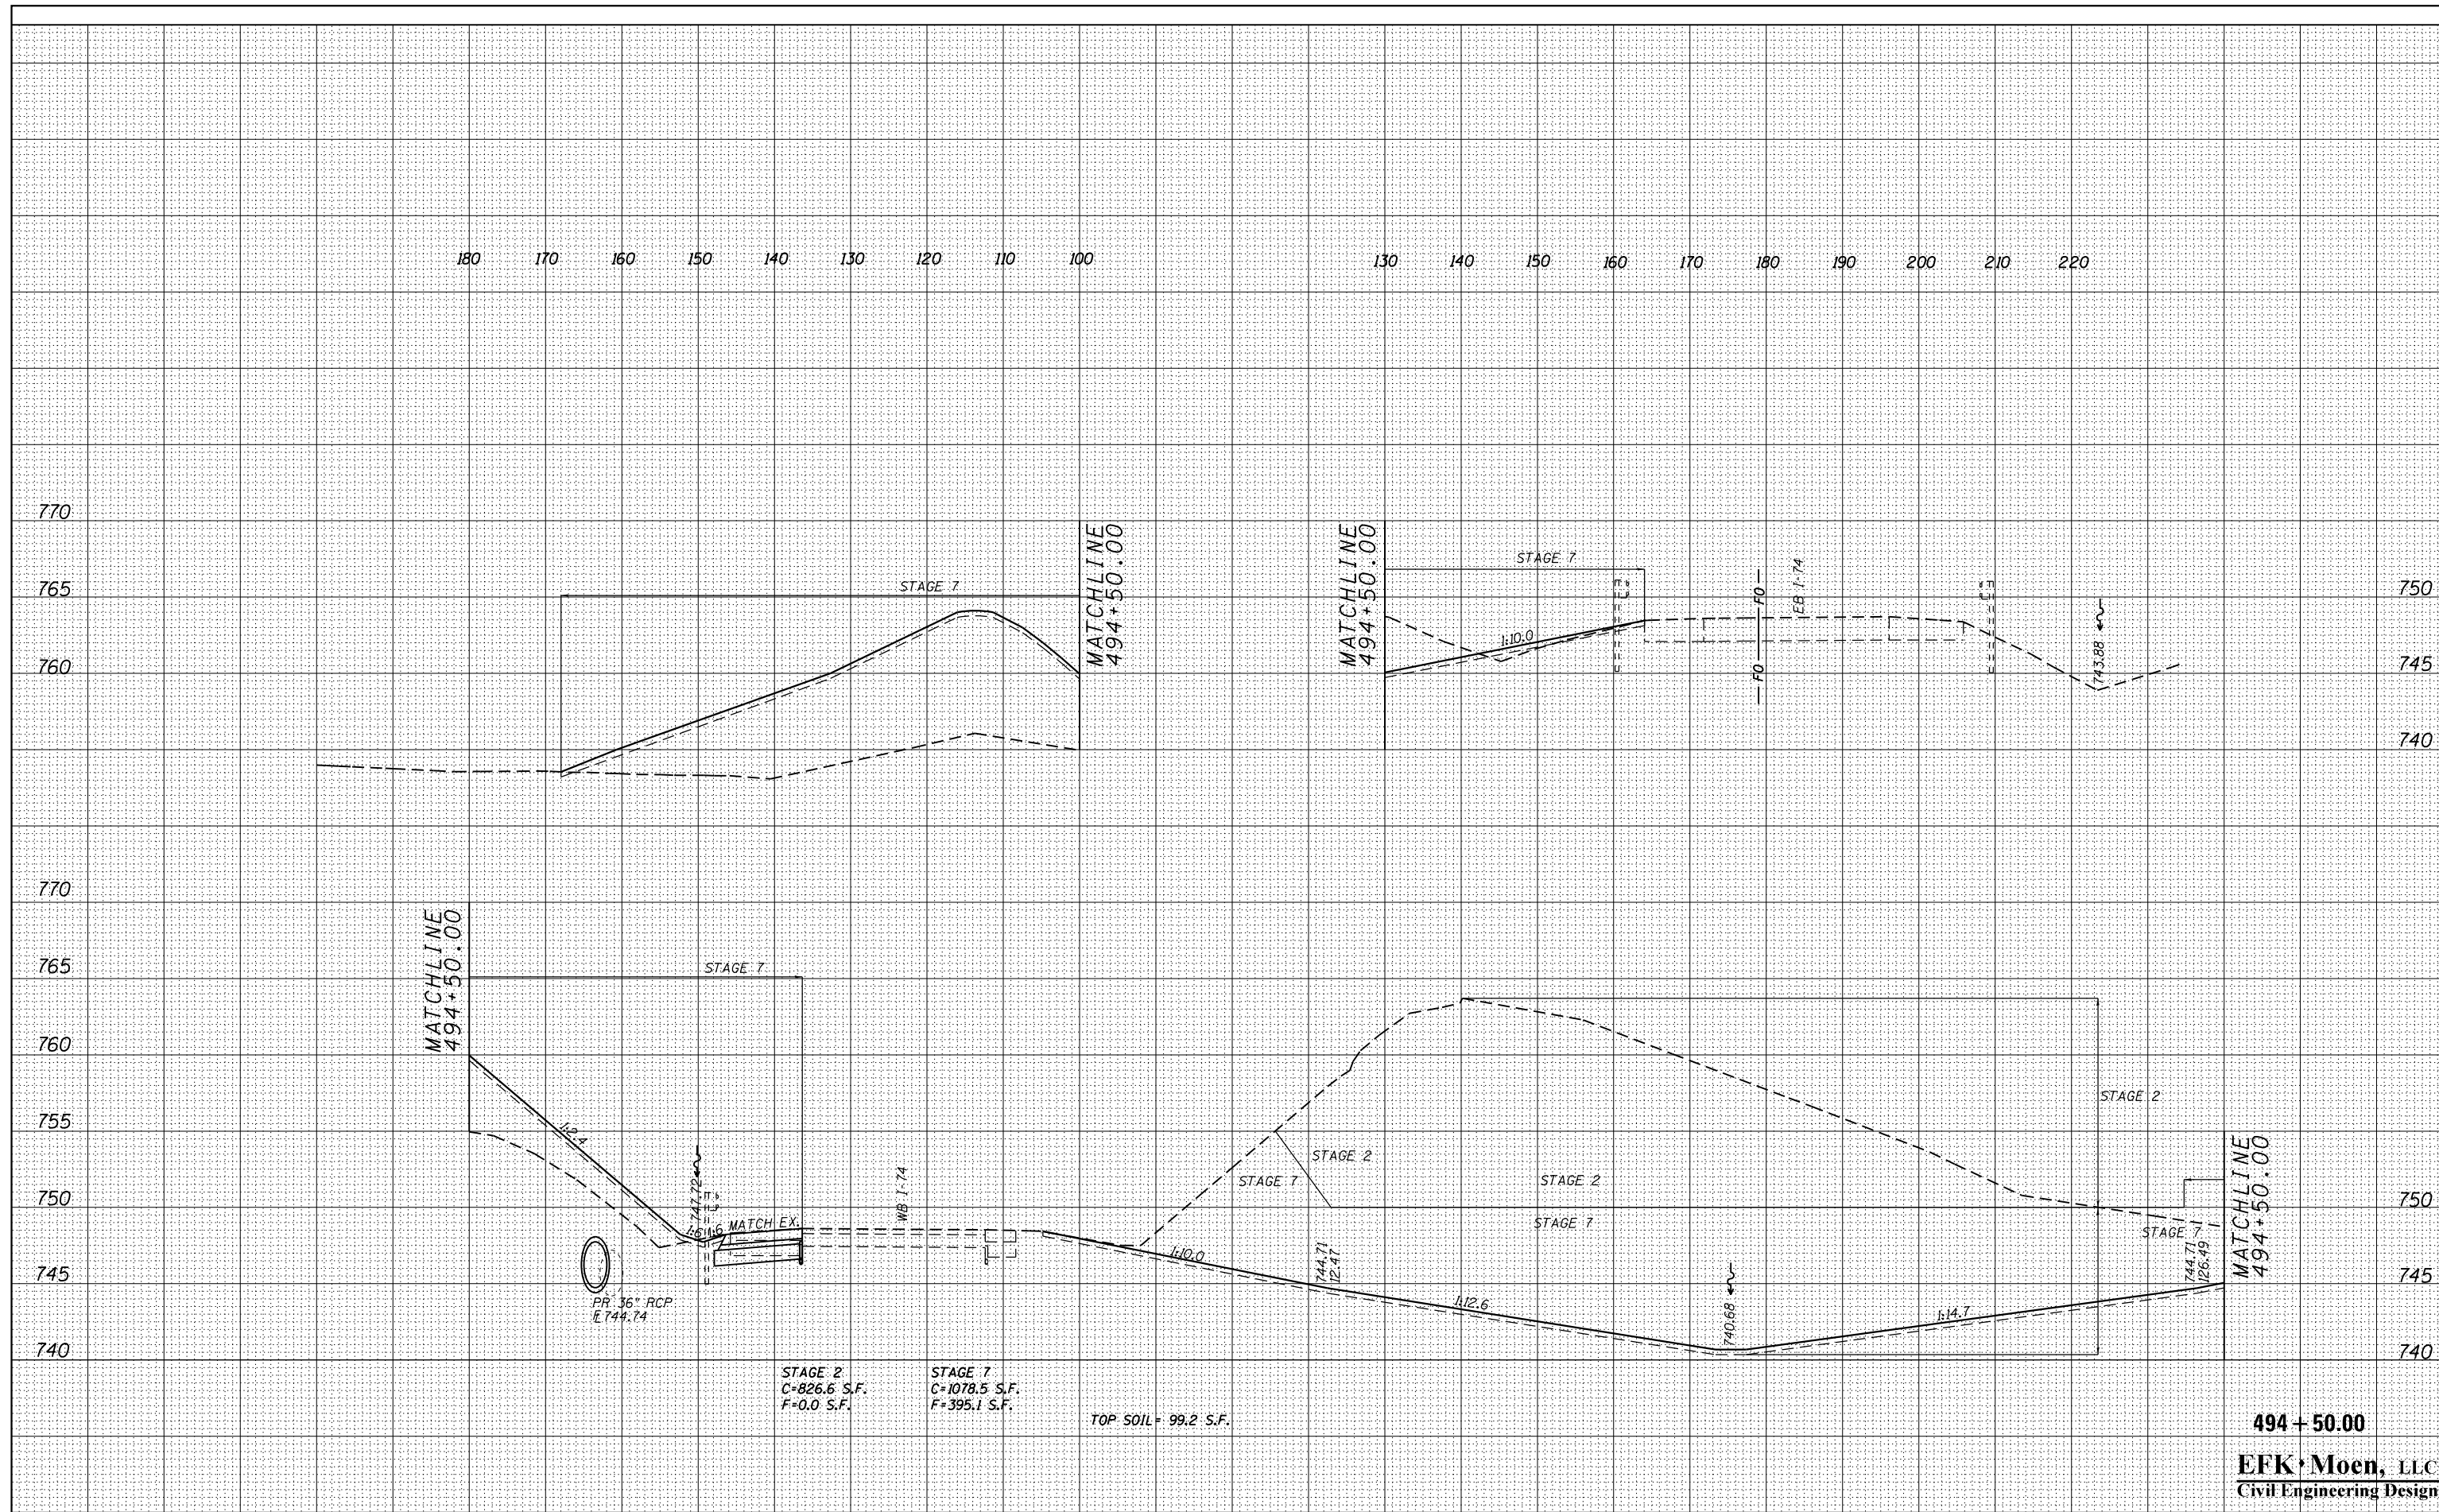 180 170 160 150 140 130 120 110 100 130 140 150 160 170 180 190 200 210 220
770
MATCHLINE
494+50.00
MATCHLINE
494+50.00
STAGE 7
EB I-74
765
STAGE 7
FO
750
1:10.0
760
FO
743.88
745
740
770
MATCHLINE
494+50.00
765
STAGE 7
760
STAGE 2
755
1:2.4
MATCHLINE
494+50.00
STAGE 2
750
747.72
WB I-74
STAGE 7
STAGE 2
750
1:6
1:6
MATCH EX.
STAGE 7
STAGE 7
745
1:10.0
744.71
12.47
744.71
126.49
745
PR 36" RCP
744.74
1:12.6
740.68
1:14.7
740
740
STAGE 2
C=826.6 S.F.
F=0.0 S.F.
STAGE 7
C=1078.5 S.F.
F=395.1 S.F.
TOP SOIL= 99.2 S.F.
494+50.00
EFK·Moen, LLC
Civil Engineering Design